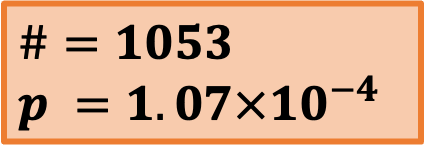 # = 1053
p = 1.07×10⁻⁴